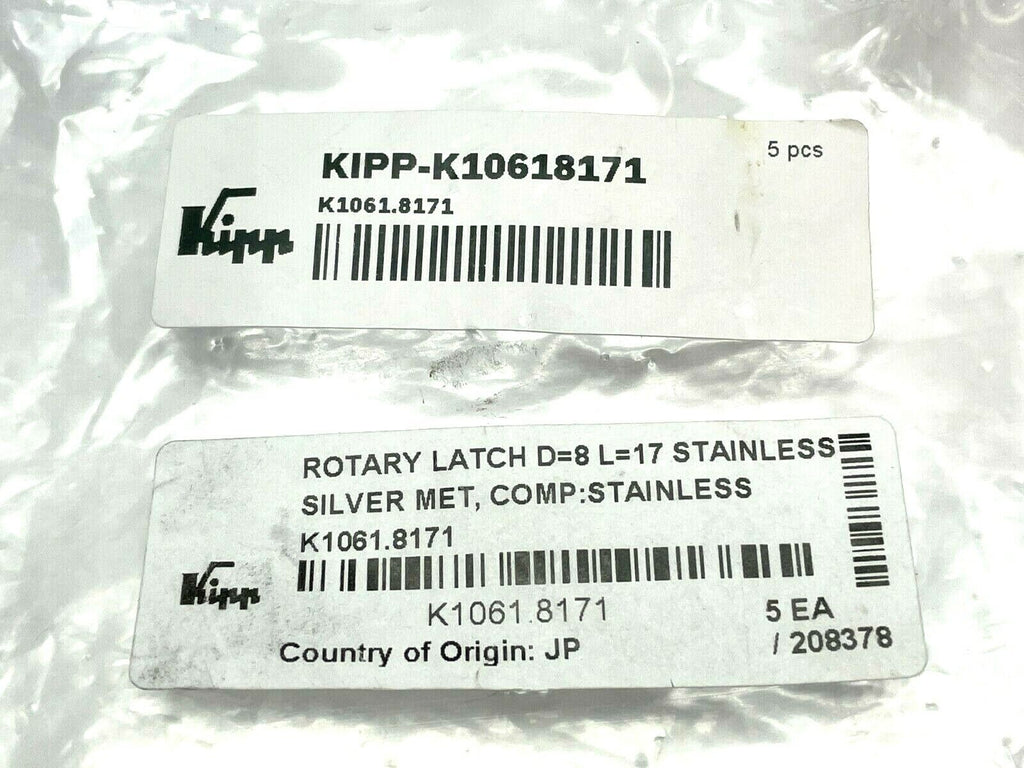 Kipp
KIPP-K10618171
5 pcs
K1061.8171
ROTARY LATCH D=8 L=17 STAINLESS
SILVER MET, COMP:STAINLESS
K1061.8171
Kipp
K1061.8171
5 EA
Country of Origin: JP
/ 208378